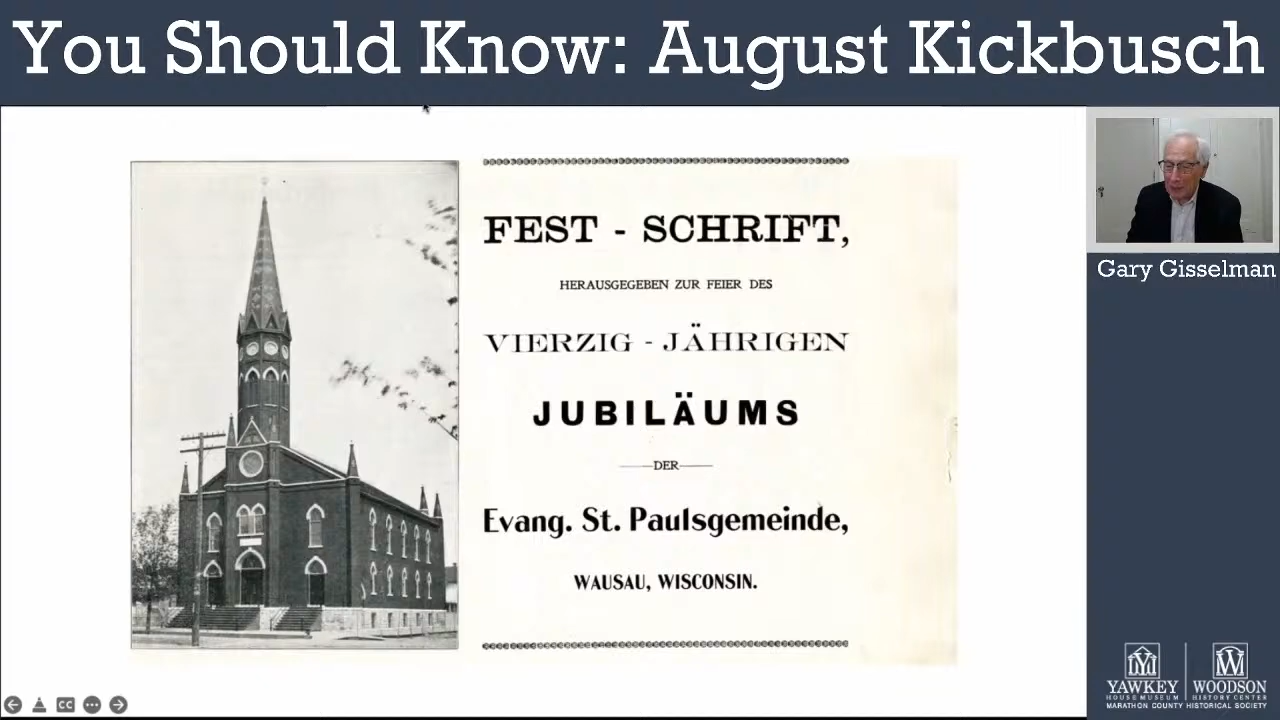 You Should Know: August Kickbusch
FEST - SCHRIFT,
HERAUSGEGEBEN ZUR FEIER DES
VIERZIG - JÄHRIGEN
JUBILÄUMS
DER
Evang. St. Paulsgemeinde,
WAUSAU, WISCONSIN.
Gary Gisselman
CC
YAWKEY
HOUSE MUSEUM
WOODSON
HISTORY CENTER
MARATHON COUNTY HISTORICAL SOCIETY